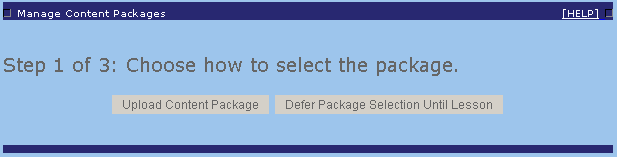 Manage Content Packages [HELP]
Step 1 of 3: Choose how to select the package.
Upload Content Package Defer Package Selection Until Lesson